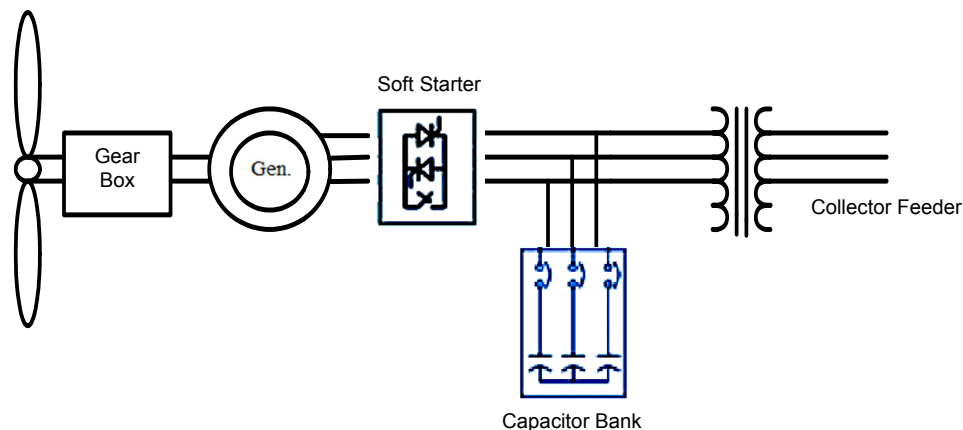 Soft Starter
Gear
Box
Gen.
Collector Feeder
Capacitor Bank